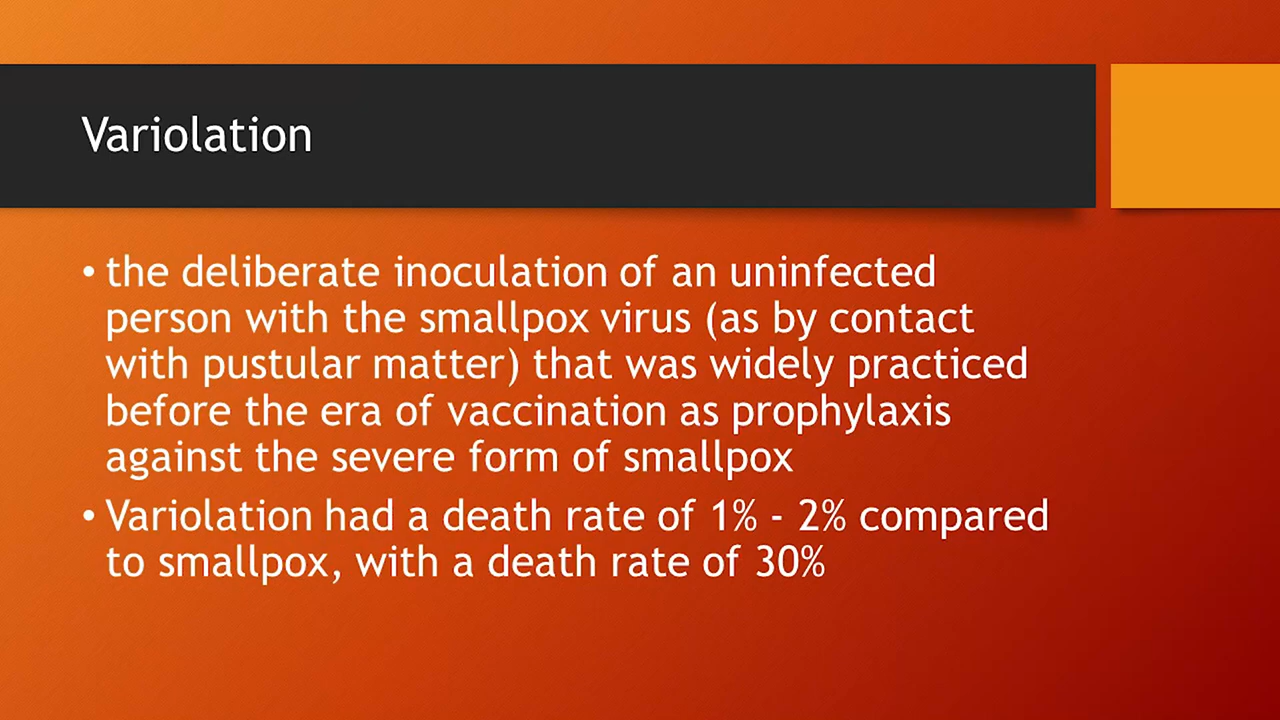 Variolation
• the deliberate inoculation of an uninfected
person with the smallpox virus (as by contact
with pustular matter) that was widely practiced
before the era of vaccination as prophylaxis
against the severe form of smallpox
• Variolation had a death rate of 1% - 2% compared
to smallpox, with a death rate of 30%